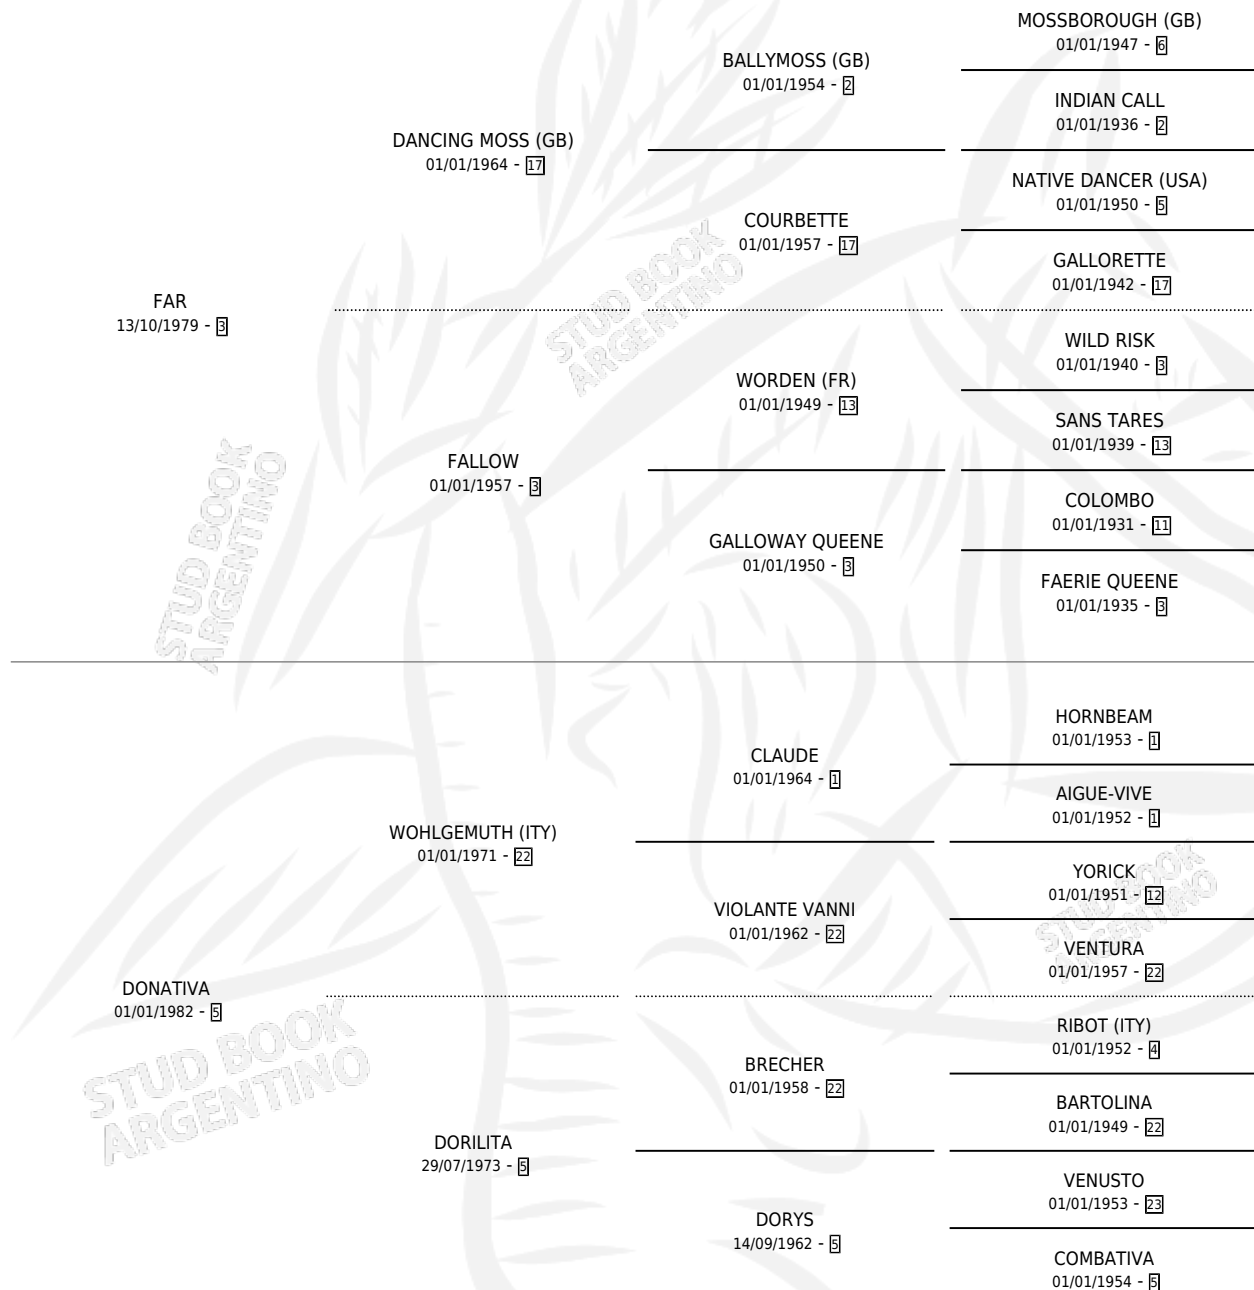 MOSSBOROUGH (GB)
01/01/1947 - 6
BALLYMOSS (GB)
01/01/1954 - 2
INDIAN CALL
01/01/1936 - 2
DANCING MOSS (GB)
01/01/1964 - 17
NATIVE DANCER (USA)
01/01/1950 - 5
COURBETTE
01/01/1957 - 17
GALLORETTE
01/01/1942 - 17
FAR
13/10/1979 - 3
WILD RISK
01/01/1940 - 3
WORDEN (FR)
01/01/1949 - 13
SANS TARES
01/01/1939 - 13
FALLOW
01/01/1957 - 3
COLOMBO
01/01/1931 - 11
GALLOWAY QUEENE
01/01/1950 - 3
FAERIE QUEENE
01/01/1935 - 3
HORNBEAM
01/01/1953 - 1
CLAUDE
01/01/1964 - 1
AIGUE-VIVE
01/01/1952 - 1
WOHLGEMUTH (ITY)
01/01/1971 - 22
YORICK
01/01/1951 - 12
VIOLANTE VANNI
01/01/1962 - 22
VENTURA
01/01/1957 - 22
DONATIVA
01/01/1982 - 5
RIBOT (ITY)
01/01/1952 - 4
BRECHER
01/01/1958 - 22
BARTOLINA
01/01/1949 - 22
DORILITA
29/07/1973 - 5
VENUSTO
01/01/1953 - 23
DORYS
14/09/1962 - 5
COMBATIVA
01/01/1954 - 5
STUD BOOK
ARGENTINO
STUD BOOK
ARGENTINO
STUD BOOK
ARGENTINO
STUD BOOK
ARGENTINO